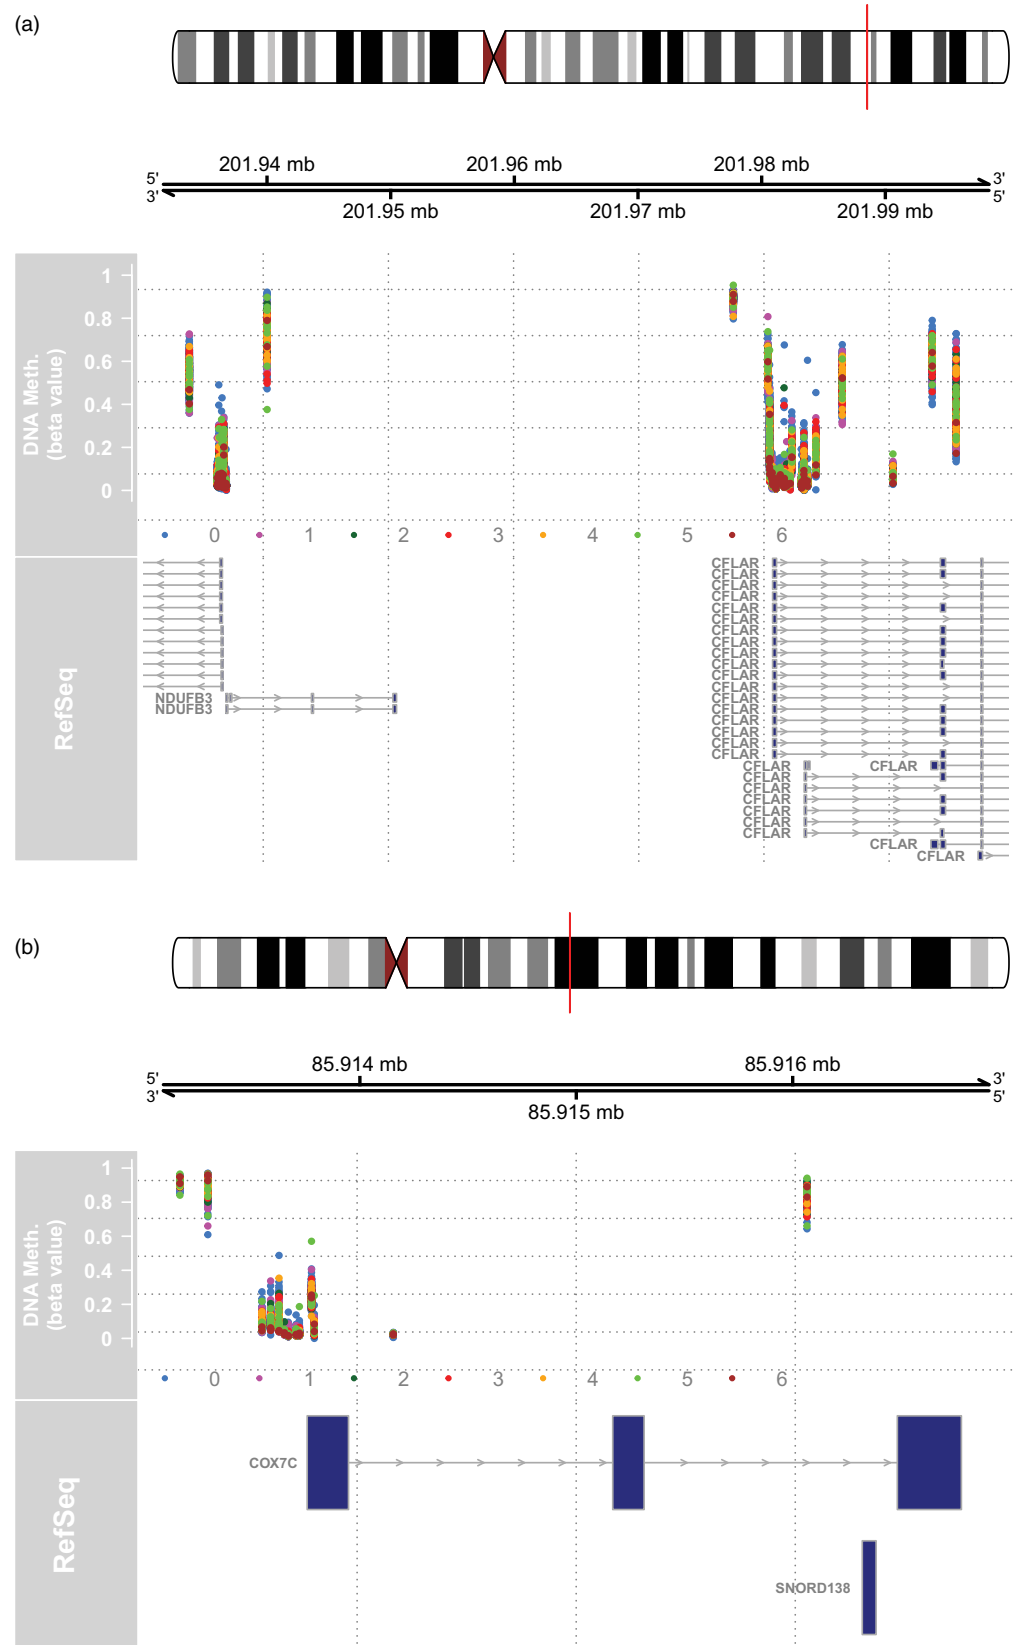 (a)
201.94 mb 201.96 mb 201.98 mb
5' 3'
3' 5'
201.95 mb 201.97 mb 201.99 mb
DNA Meth.
(beta value)
1
0.8
0.6
0.4
0.2
0
0 1 2 3 4 5 6
RefSeq
CFLAR
CFLAR
CFLAR
CFLAR
CFLAR
CFLAR
CFLAR
CFLAR
CFLAR
CFLAR
CFLAR
CFLAR
NDUFB3 CFLAR
NDUFB3 CFLAR
CFLAR
CFLAR
CFLAR
CFLAR
CFLAR CFLAR
CFLAR
CFLAR
CFLAR
CFLAR
CFLAR
CFLAR
CFLAR
CFLAR
(b)
85.914 mb 85.916 mb
5' 3'
3' 5'
85.915 mb
DNA Meth.
(beta value)
1
0.8
0.6
0.4
0.2
0
0 1 2 3 4 5 6
RefSeq
COX7C
SNORD138